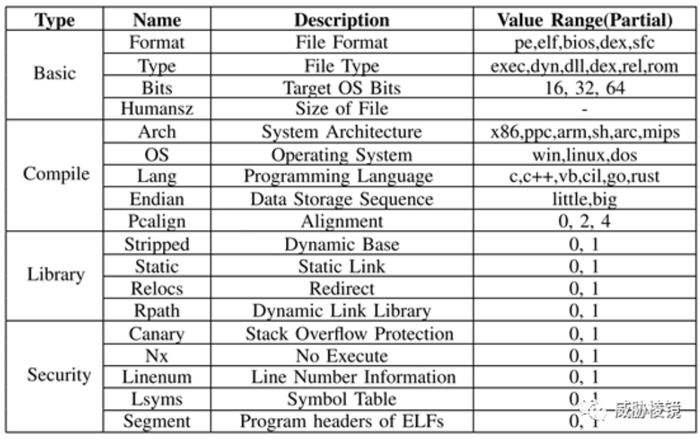 Type Name Description Value Range(Partial)
Basic
Format File Format pe,elf,bios,dex,sfc
Type File Type exec,dyn,dll,dex,rel,rom
Bits Target OS Bits 16, 32, 64
Humansz Size of File -
Compile
Arch System Architecture x86,ppc,arm,sh,arc,mips
OS Operating System win,linux,dos
Lang Programming Language c,c++,vb,cil,go,rust
Endian Data Storage Sequence little,big
Pcalign Alignment 0, 2, 4
Library
Stripped Dynamic Base 0, 1
Static Static Link 0, 1
Relocs Redirect 0, 1
Rpath Dynamic Link Library 0, 1
Security
Canary Stack Overflow Protection 0, 1
Nx No Execute 0, 1
Linenum Line Number Information 0, 1
Lsyms Symbol Table 0, 1
Segment Program headers of ELFs 0, 1
威胁棱镜